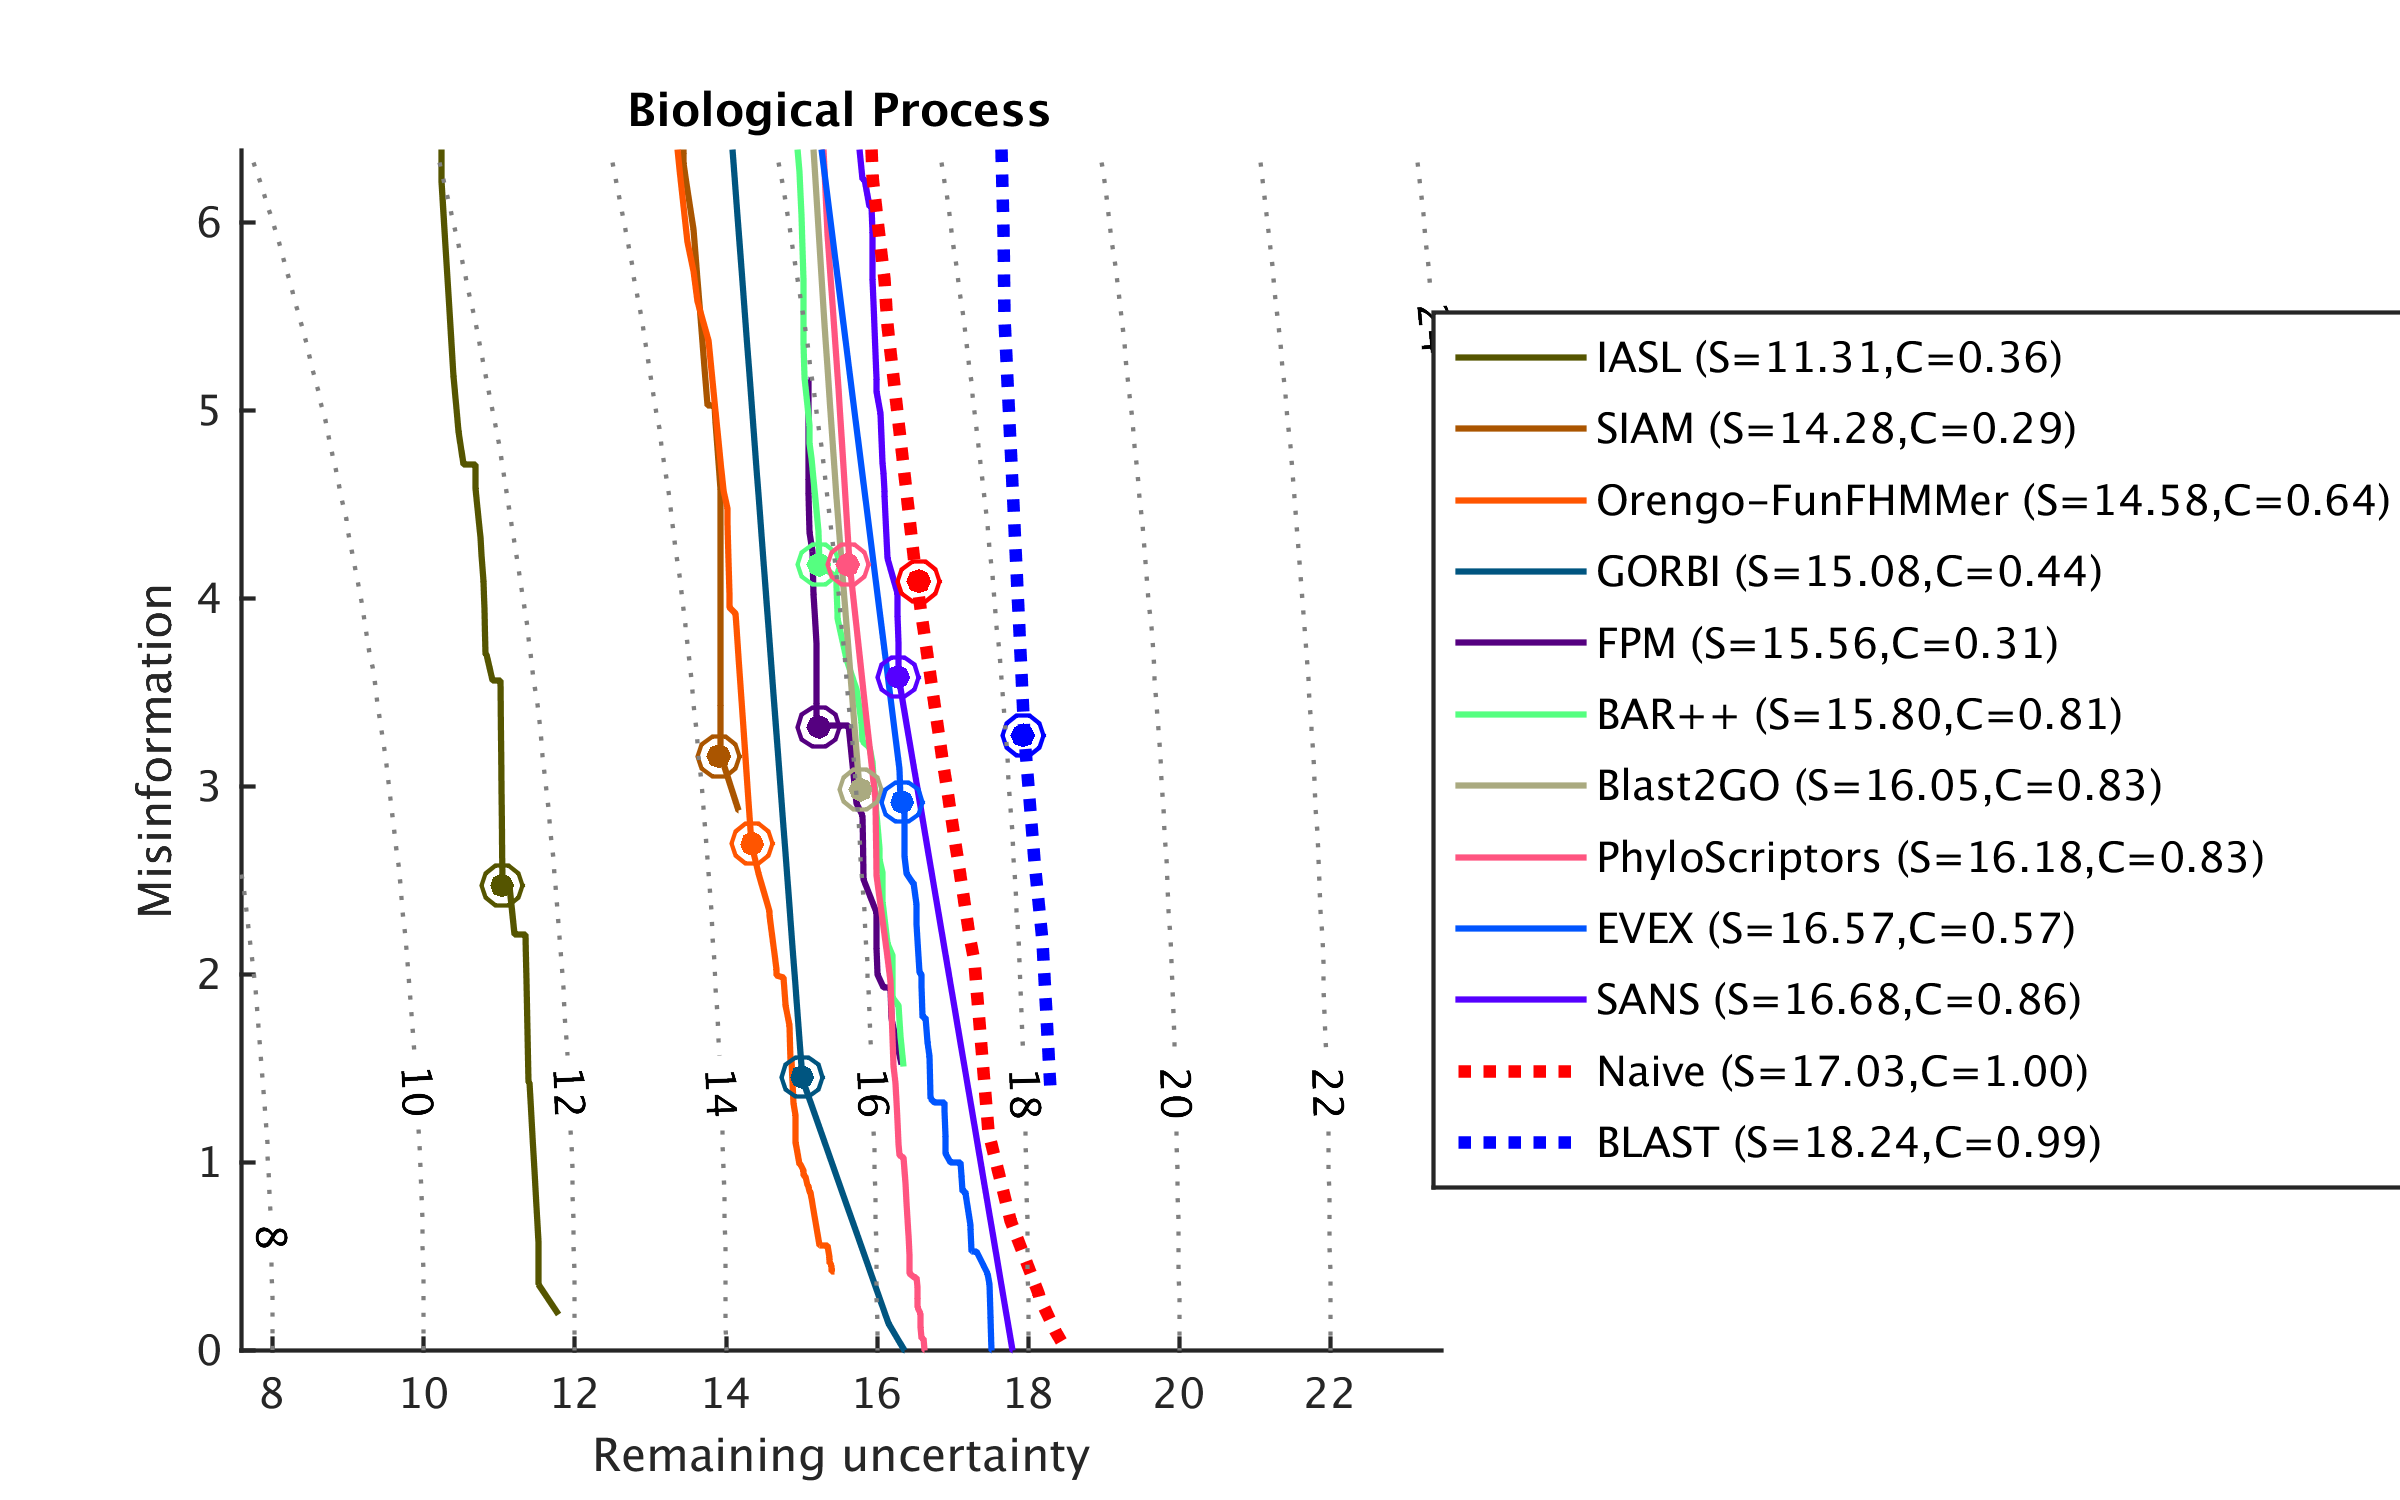 Biological Process
Misinformation
6
5
4
3
2
1
0
8
10
12
14
16
18
20
22
8
10
12
14
16
18
20
22
Remaining uncertainty
IASL (S=11.31,C=0.36)
SIAM (S=14.28,C=0.29)
Orengo-FunFHMMer (S=14.58,C=0.64)
GORBI (S=15.08,C=0.44)
FPM (S=15.56,C=0.31)
BAR++ (S=15.80,C=0.81)
Blast2GO (S=16.05,C=0.83)
PhyloScriptors (S=16.18,C=0.83)
EVEX (S=16.57,C=0.57)
SANS (S=16.68,C=0.86)
Naive (S=17.03,C=1.00)
BLAST (S=18.24,C=0.99)